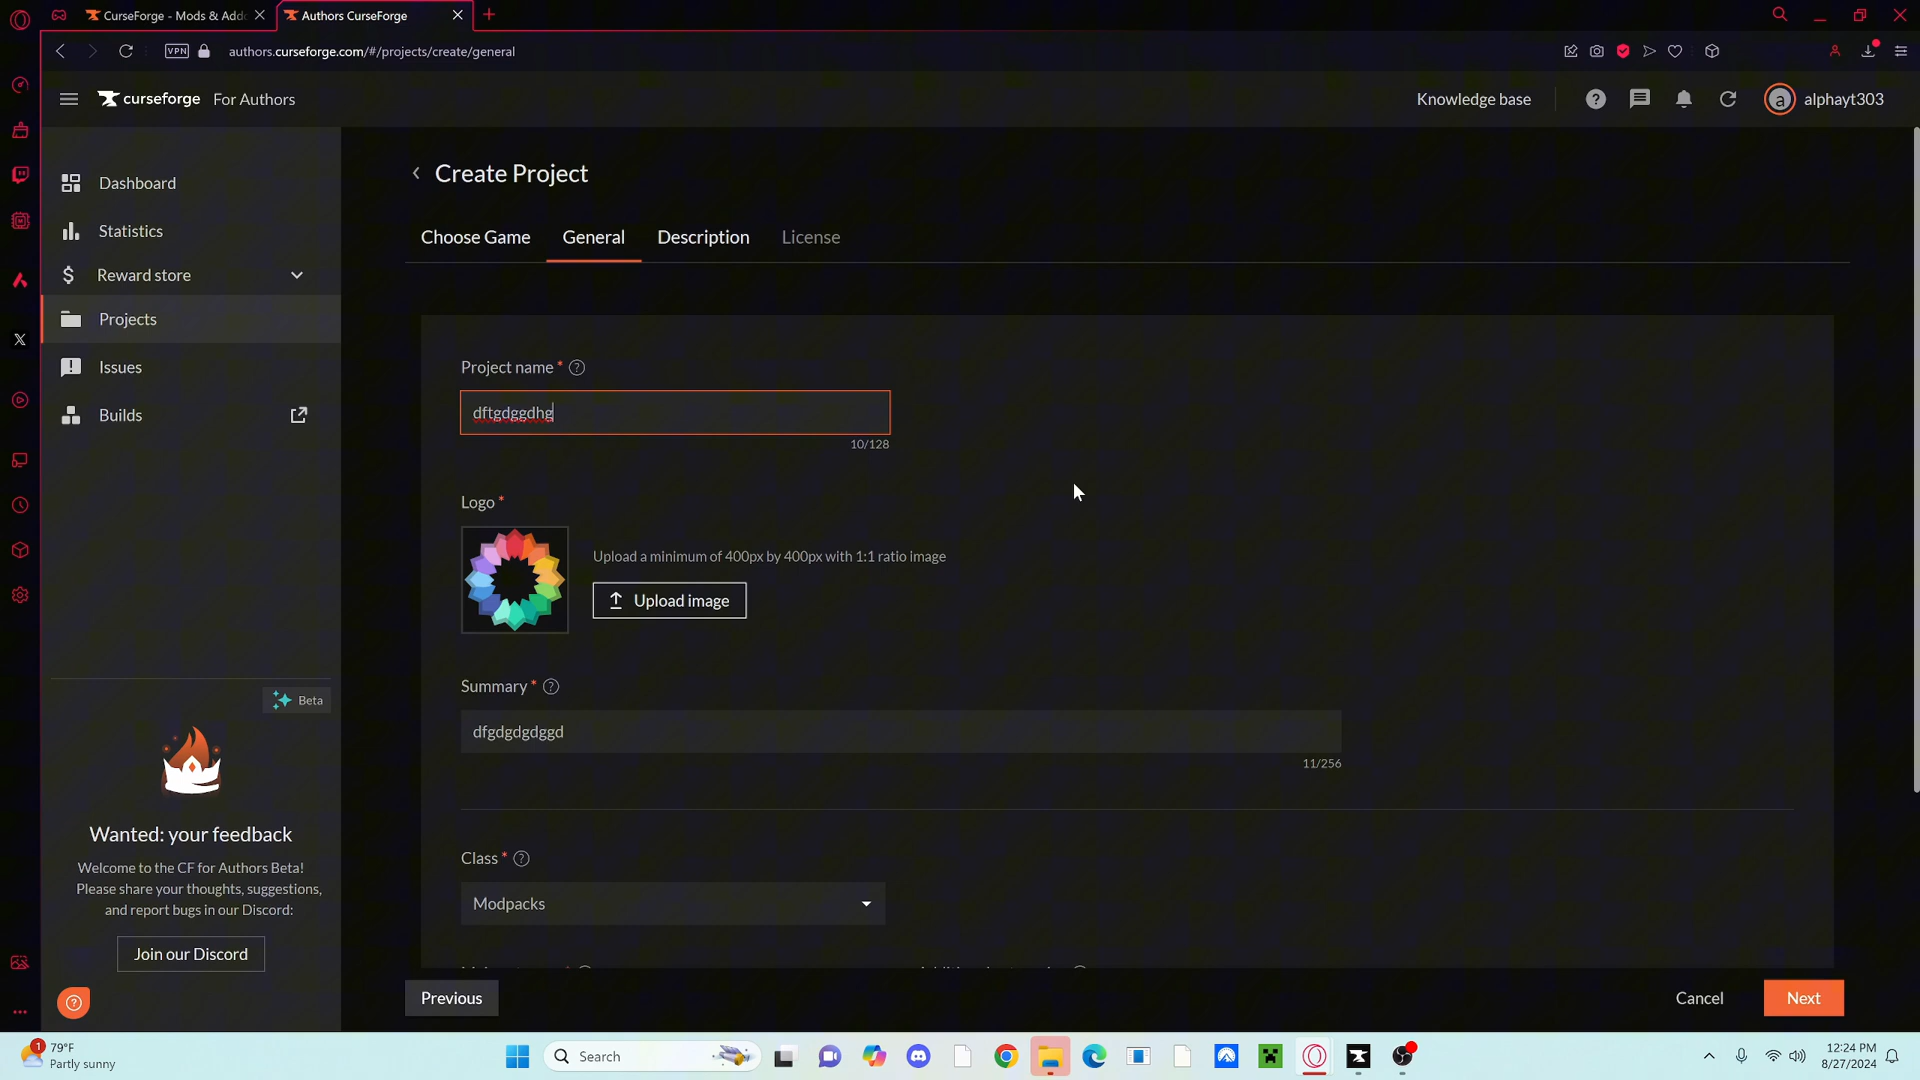 CurseForge - Mods & Addo
Authors CurseForge
VPN
authors.curseforge.com/#/projects/create/general
curseforge For Authors
Knowledge base
a
alphayt303
Dashboard
Statistics
Reward store
Projects
Issues
Builds
Create Project
Choose Game
General
Description
License
Project name *
dftgdggdhg
10/128
Logo *
Upload a minimum of 400px by 400px with 1:1 ratio image
Upload image
Summary *
dfgdgdgdggd
11/256
Class *
Modpacks
Beta
Wanted: your feedback
Welcome to the CF for Authors Beta!
Please share your thoughts, suggestions,
and report bugs in our Discord:
Join our Discord
Previous
Cancel
Next
1
79°F
Partly sunny
Search
12:24 PM
8/27/2024